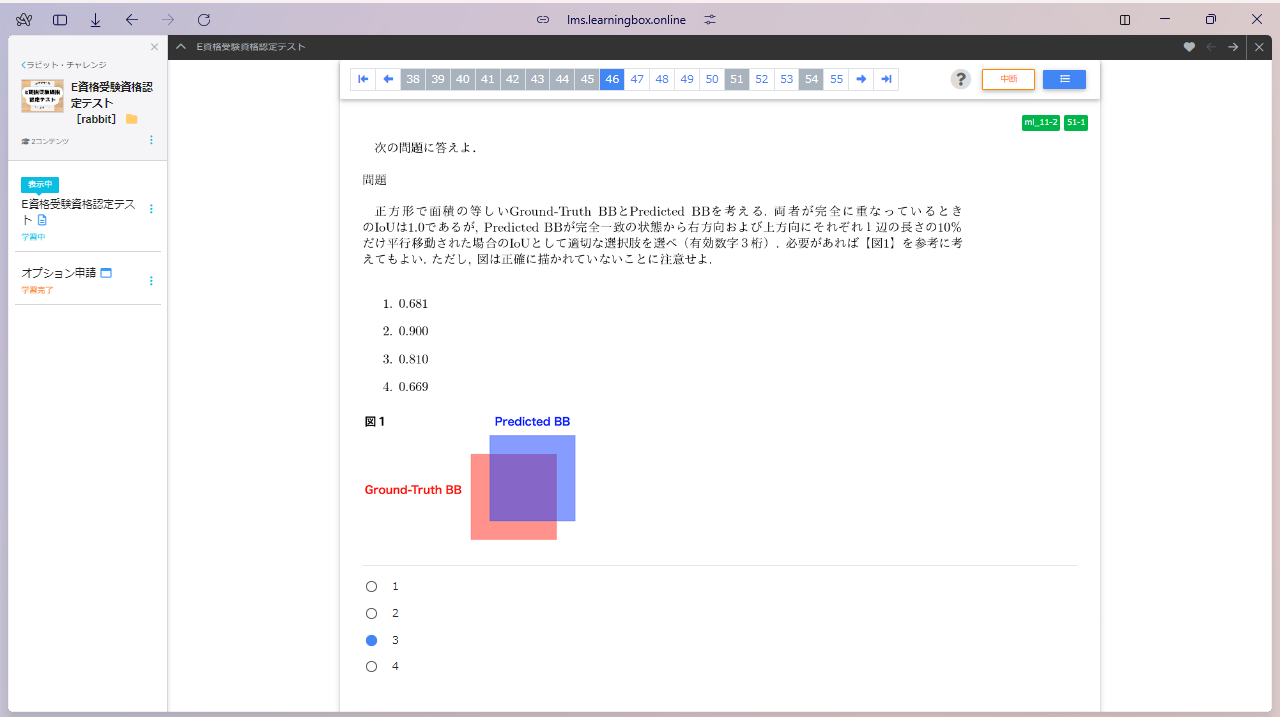 lms.learningbox.online
ラビット・チャレンジ
E資格受験資格認定テスト
E資格受験資格認定テスト
E資格受験資格認
定テスト
［rabbit］
2コンテンツ
表示中
E資格受験資格認定テス
ト
学習中
オプション申請
学習完了
38 39 40 41 42 43 44 45 46 47 48 49 50 51 52 53 54 55
?
中断
ml_11-2 51-1
次の問題に答えよ．
問題
正方形で面積の等しいGround-Truth BBとPredicted BBを考える. 両者が完全に重なっているとき
のIoUは1.0であるが, Predicted BBが完全一致の状態から右方向および上方向にそれぞれ１辺の長さの10%
だけ平行移動された場合のIoUとして適切な選択肢を選べ（有効数字３桁）. 必要があれば【図1】を参考に考
えてもよい. ただし, 図は正確に描かれていないことに注意せよ.
1. 0.681
2. 0.900
3. 0.810
4. 0.669
図１
Predicted BB
Ground-Truth BB
1
2
3
4